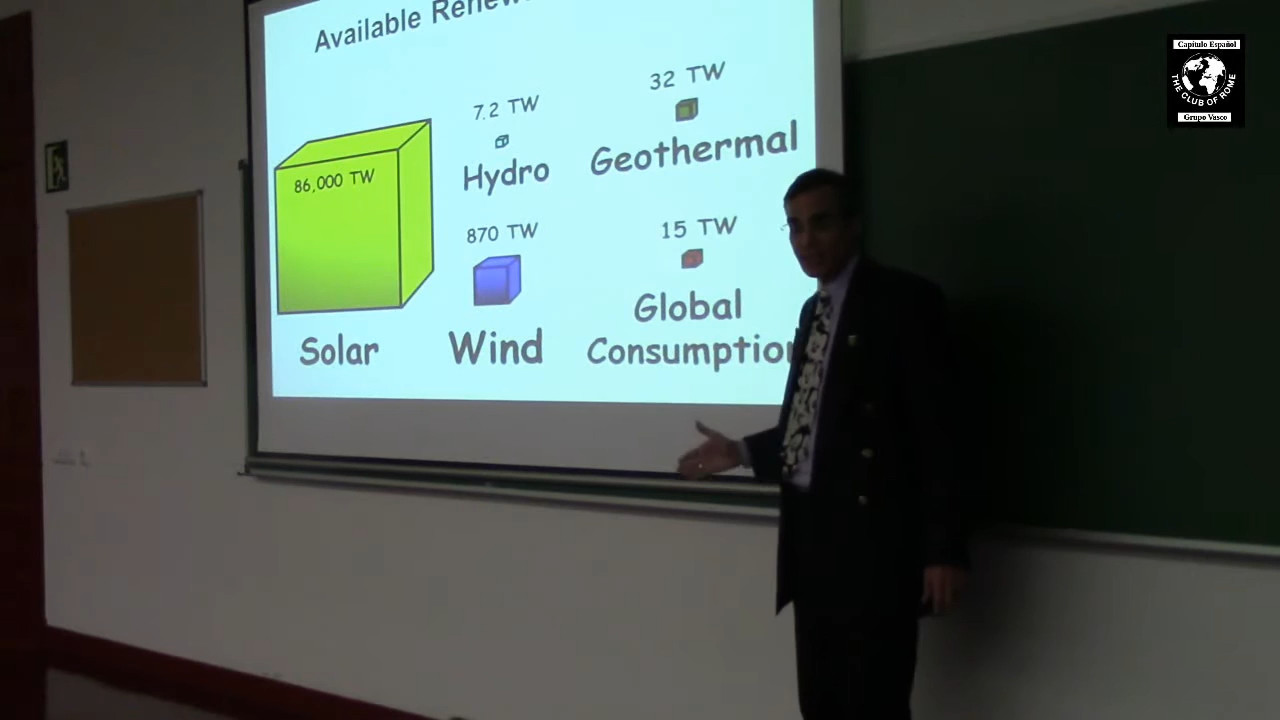 Available Renew
86,000 TW
Solar
7.2 TW
Hydro
32 TW
Geothermal
870 TW
Wind
15 TW
Global
Consumption
Capítulo Español
THE CLUB OF ROME
Grupo Vasco